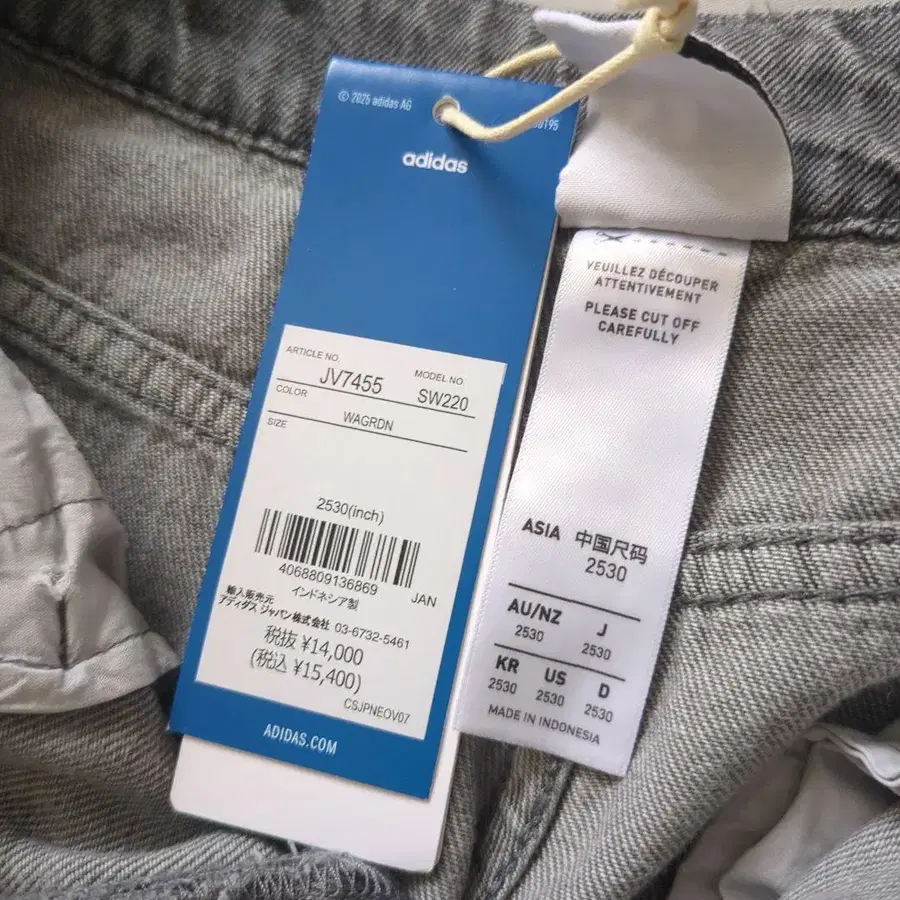 © 2025 adidas AG
adidas
ARTICLE NO.
JV7455
MODEL NO.
SW220
COLOR
WAGRDN
SIZE
2530(inch)
4068809136869
JAN
インドネシア製
輸入販売元
アディダス ジャパン株式会社 03-6732-5461
税抜 ¥14,000
(税込 ¥15,400)
CSJPNEOV07
ADIDAS.COM
VEUILLEZ DÉCOUPER
ATTENTIVEMENT
PLEASE CUT OFF
CAREFULLY
ASIA 中国尺码
2530
AU/NZ J
2530 2530
KR US D
2530 2530 2530
MADE IN INDONESIA